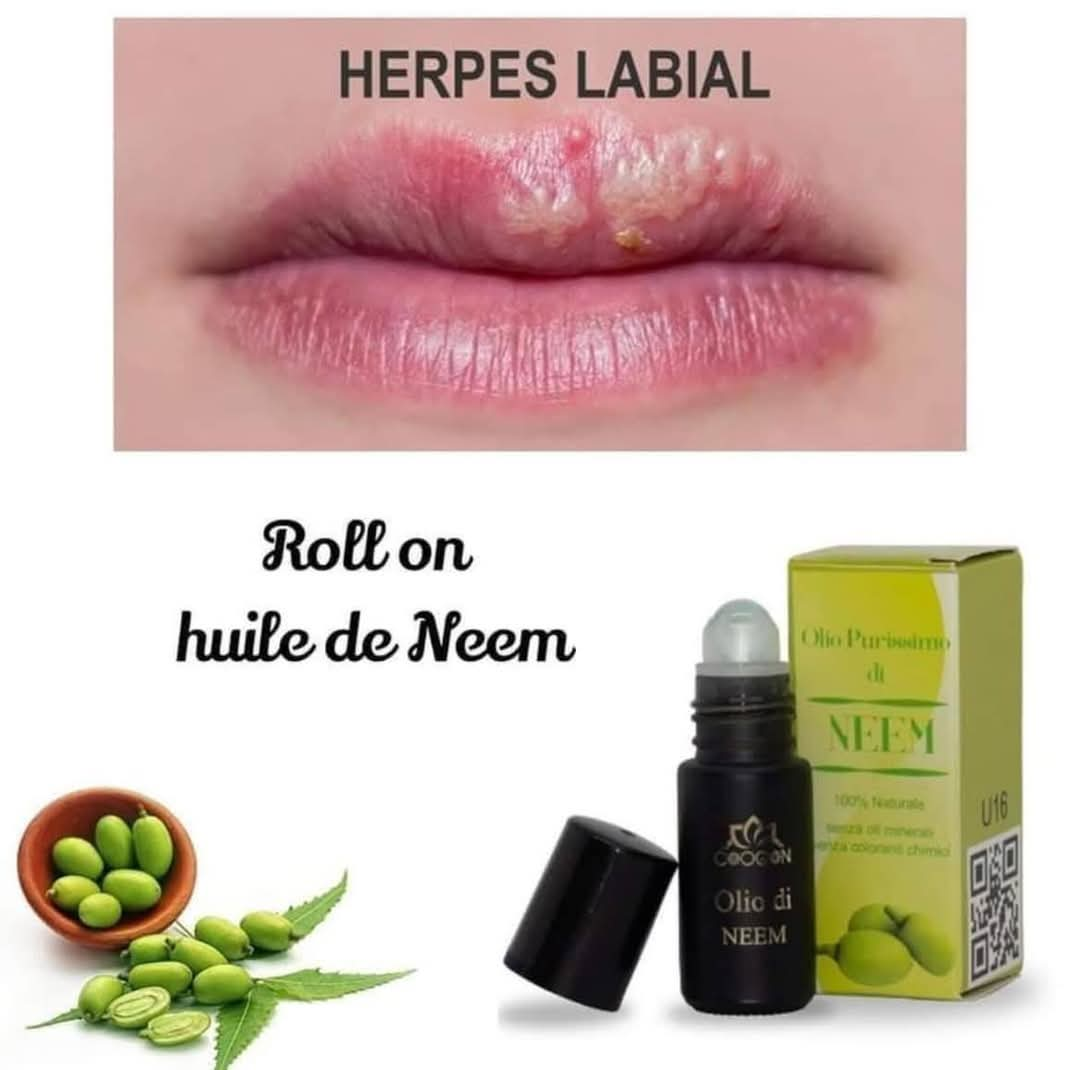 HERPES LABIAL
Roll on
huile de Neem
Olio Purissimo
di
NEEM
100% Naturale
senza oli minerali
senza coloranti chimici
U16
COOGON
Olio di
NEEM